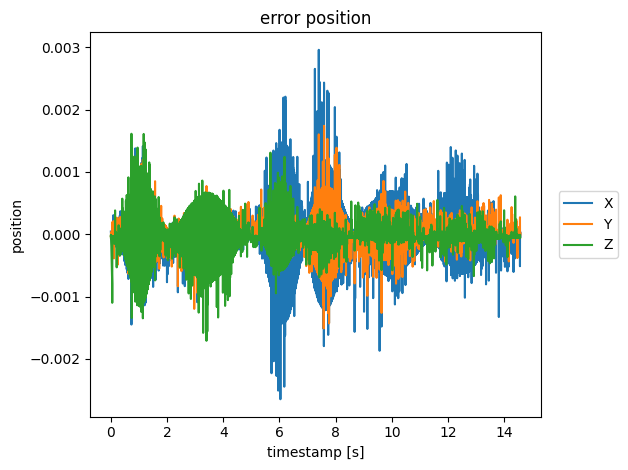 error position
0.003
0.002
0.001
0.000
−0.001
−0.002
position
0 2 4 6 8 10 12 14
timestamp [s]
X
Y
Z